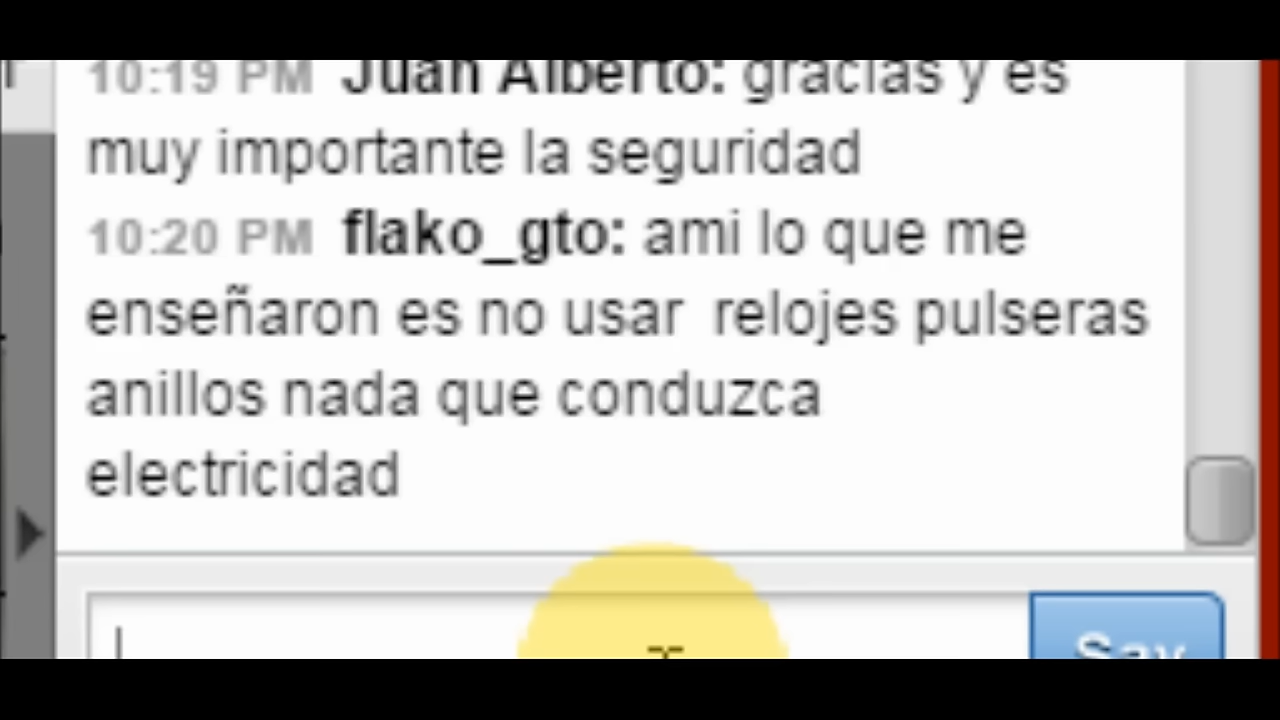 10:19 PM Juan Alberto: gracias y es
muy importante la seguridad
10:20 PM flako_gto: ami lo que me
enseñaron es no usar  relojes pulseras
anillos nada que conduzca
electricidad
Say